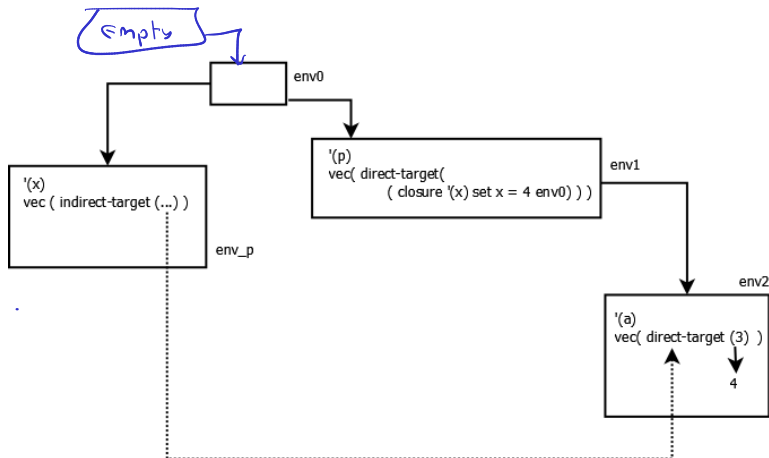 empty
env0
'(x)
vec ( indirect-target (...) )
env_p
'(p)
vec( direct-target(
( closure '(x) set x = 4 env0) ) )
env1
env2
'(a)
vec( direct-target (3) )
4